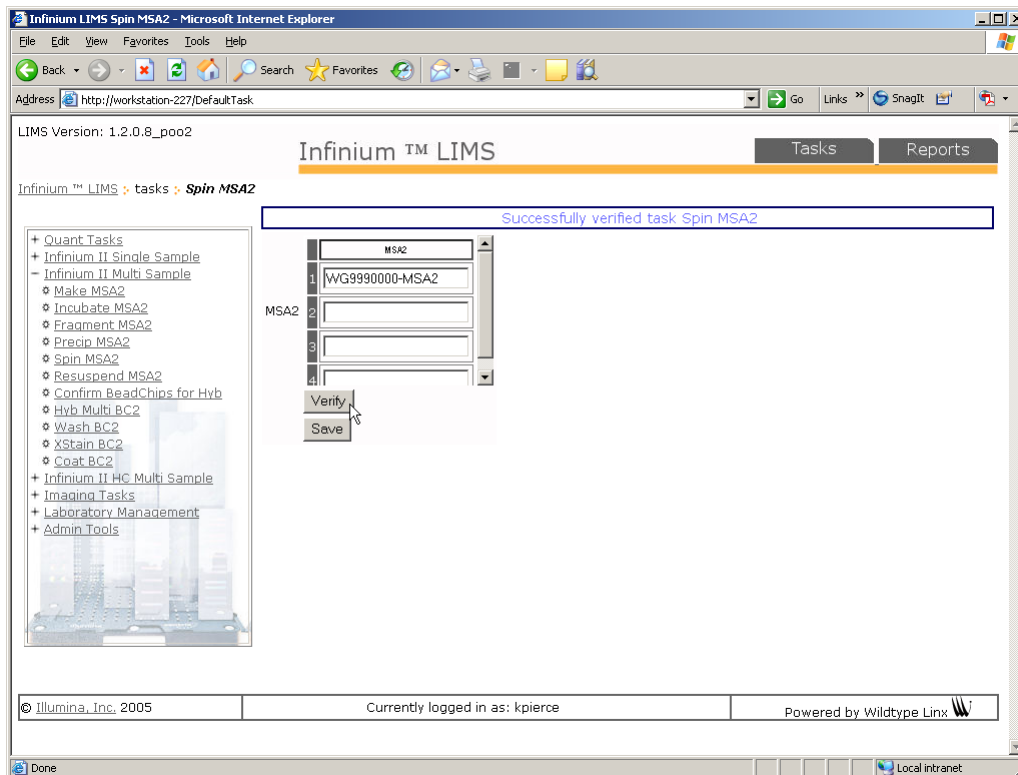 Infinium LIMS Spin MSA2 - Microsoft Internet Explorer
File Edit View Favorites Tools Help
Back Search Favorites
Address http://workstation-227/DefaultTask Go Links » SnagIt
LIMS Version: 1.2.0.8_poo2
Infinium ™ LIMS
Tasks Reports
Infinium ™ LIMS : tasks : Spin MSA2
Successfully verified task Spin MSA2
+ Quant Tasks
+ Infinium II Single Sample
− Infinium II Multi Sample
Make MSA2
Incubate MSA2
Fragment MSA2
Precip MSA2
Spin MSA2
Resuspend MSA2
Confirm BeadChips for Hyb
Hyb Multi BC2
Wash BC2
XStain BC2
Coat BC2
+ Infinium II HC Multi Sample
+ Imaging Tasks
+ Laboratory Management
+ Admin Tools
MSA2
1 WG9990000-MSA2
MSA2 2
3
4
Verify
Save
© Illumina, Inc. 2005 Currently logged in as: kpierce Powered by Wildtype Linx
Done Local intranet